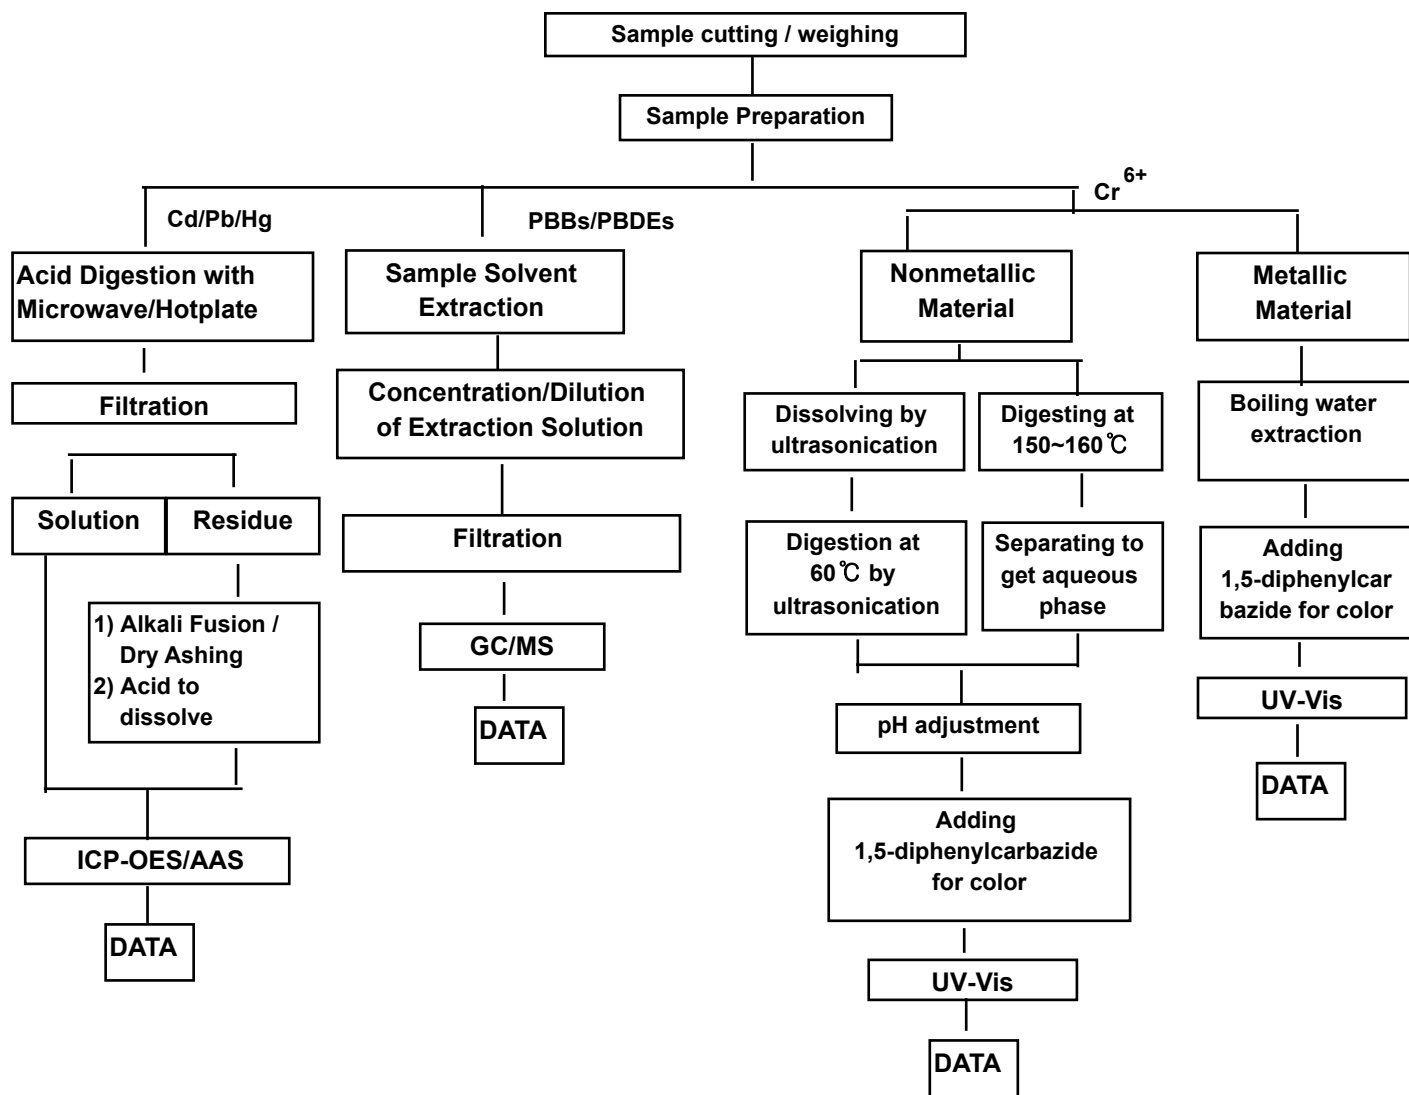 Sample cutting / weighing
Sample Preparation
Cd/Pb/Hg
PBBs/PBDEs
Cr 6+
Acid Digestion with
Microwave/Hotplate
Filtration
Solution
Residue
1) Alkali Fusion /
Dry Ashing
2) Acid to
dissolve
ICP-OES/AAS
DATA
Sample Solvent
Extraction
Concentration/Dilution
of Extraction Solution
Filtration
GC/MS
DATA
Nonmetallic
Material
Dissolving by
ultrasonication
Digestion at
60℃ by
ultrasonication
Digesting at
150~160℃
Separating to
get aqueous
phase
pH adjustment
Adding
1,5-diphenylcarbazide
for color
UV-Vis
DATA
Metallic
Material
Boiling water
extraction
Adding
1,5-diphenylcar
bazide for color
UV-Vis
DATA